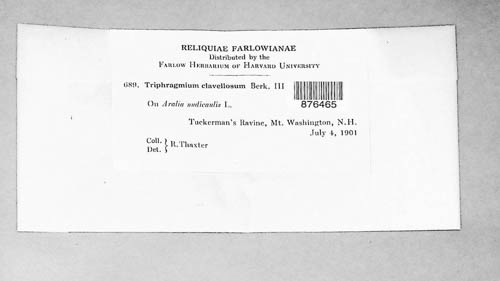 RELIQUIAE FARLOWIANAE
Distributed by the
FARLOW HERBARIUM OF HARVARD UNIVERSITY
689. Triphragmium clavellosum Berk. III
876465
On Aralia nudicaulis L.
Tuckerman's Ravine, Mt. Washington, N.H.
July 4, 1901
Coll. } R. Thaxter
Det.